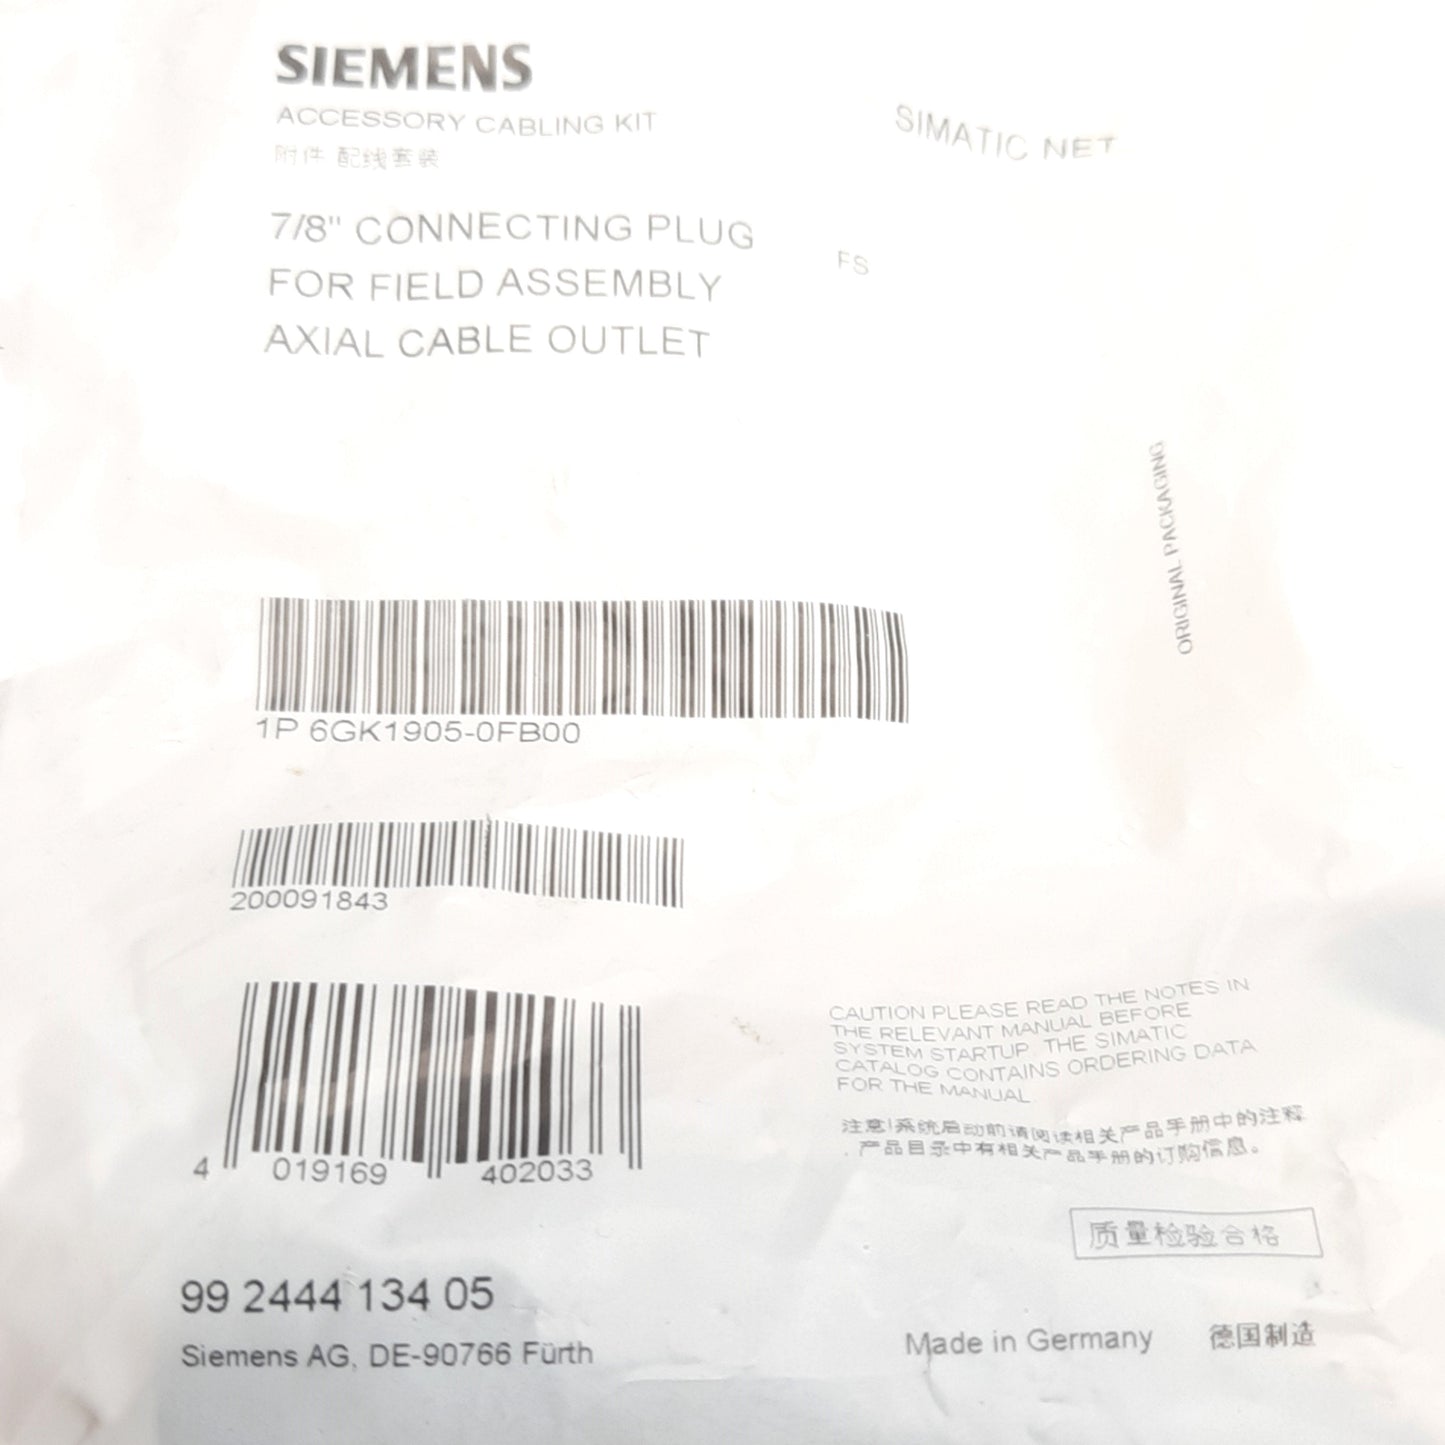 SIEMENS
ACCESSORY CABLING KIT
附件 配线套装
SIMATIC NET
7/8" CONNECTING PLUG
FOR FIELD ASSEMBLY
AXIAL CABLE OUTLET
FS
ORIGINAL PACKAGING
1P 6GK1905-0FB00
200091843
4 019169 402033
CAUTION PLEASE READ THE NOTES IN
THE RELEVANT MANUAL BEFORE
SYSTEM STARTUP. THE SIMATIC
CATALOG CONTAINS ORDERING DATA
FOR THE MANUAL.
注意!系统启动前请阅读相关产品手册中的注释
. 产品目录中有相关产品手册的订购信息。
质量检验合格
99 2444 134 05
Siemens AG, DE-90766 Fürth
Made in Germany 德国制造